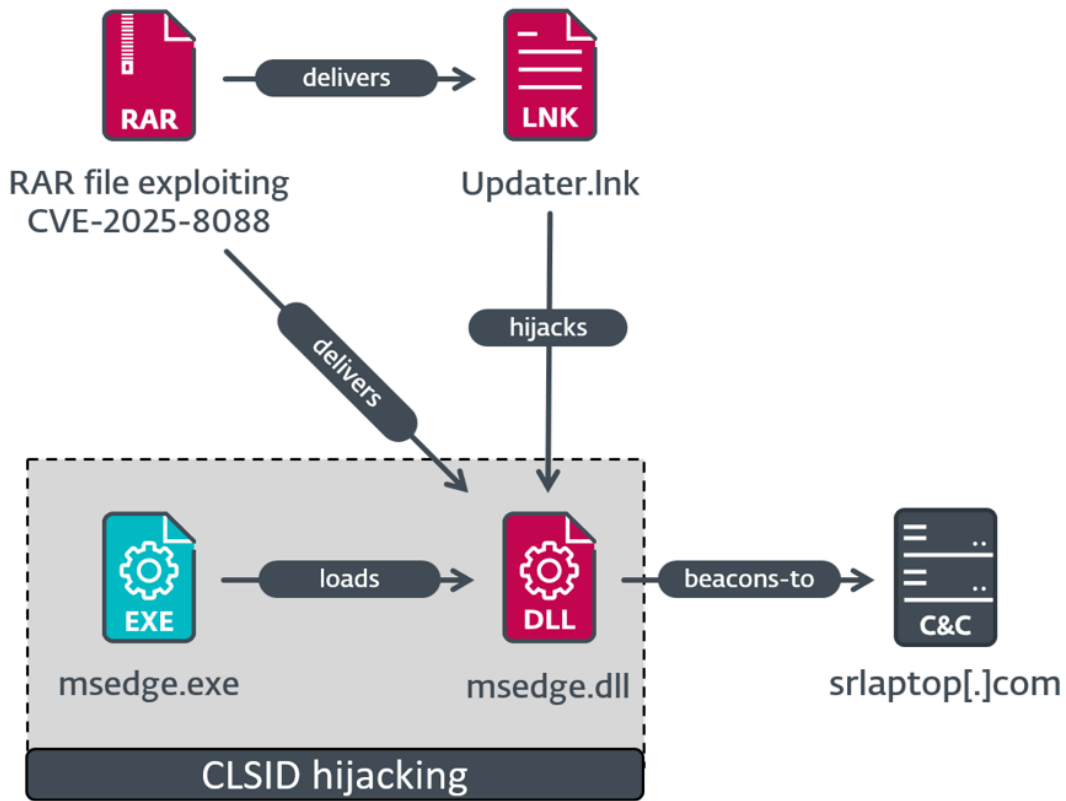 RAR
delivers
LNK
RAR file exploiting
CVE-2025-8088
Updater.lnk
delivers
hijacks
EXE
loads
DLL
beacons-to
C&C
msedge.exe
msedge.dll
srlaptop[.]com
CLSID hijacking